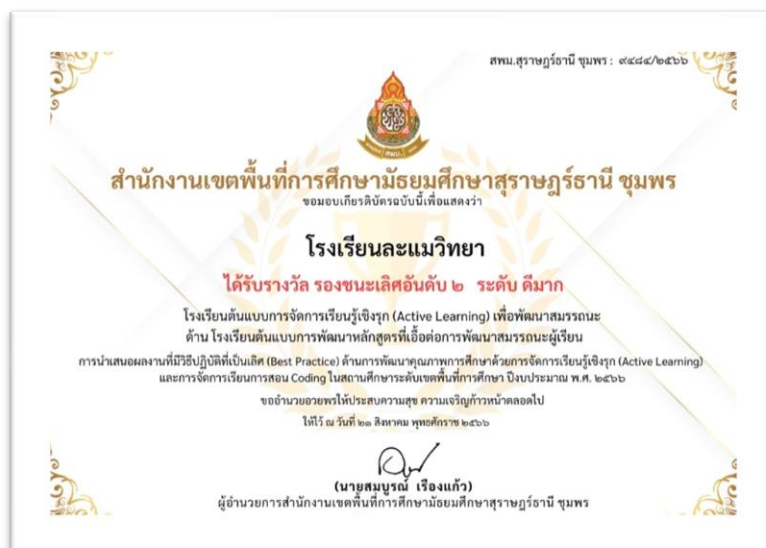 สพม.สุราษฎร์ธานี ชุมพร : ๙๔๘๔/๒๕๖๖
สพฐ.
สำนักงานเขตพื้นที่การศึกษามัธยมศึกษาสุราษฎร์ธานี ชุมพร
ขอมอบเกียรติบัตรฉบับนี้เพื่อแสดงว่า
โรงเรียนละแมวิทยา
ได้รับรางวัล รองชนะเลิศอันดับ ๒ ระดับ ดีมาก
โรงเรียนต้นแบบการจัดการเรียนรู้เชิงรุก (Active Learning) เพื่อพัฒนาสมรรถนะ
ด้าน โรงเรียนต้นแบบการพัฒนาหลักสูตรที่เอื้อต่อการพัฒนาสมรรถนะผู้เรียน
การนำเสนอผลงานที่มีวิธีปฏิบัติที่เป็นเลิศ (Best Practice) ด้านการพัฒนาคุณภาพการศึกษาด้วยการจัดการเรียนรู้เชิงรุก (Active Learning)
และการจัดการเรียนการสอน Coding ในสถานศึกษาระดับเขตพื้นที่การศึกษา ปีงบประมาณ พ.ศ. ๒๕๖๖
ขออำนวยอวยพรให้ประสบความสุข ความเจริญก้าวหน้าตลอดไป
ให้ไว้ ณ วันที่ ๒๑ สิงหาคม พุทธศักราช ๒๕๖๖
(นายสมบูรณ์ เรืองแก้ว)
ผู้อำนวยการสำนักงานเขตพื้นที่การศึกษามัธยมศึกษาสุราษฎร์ธานี ชุมพร